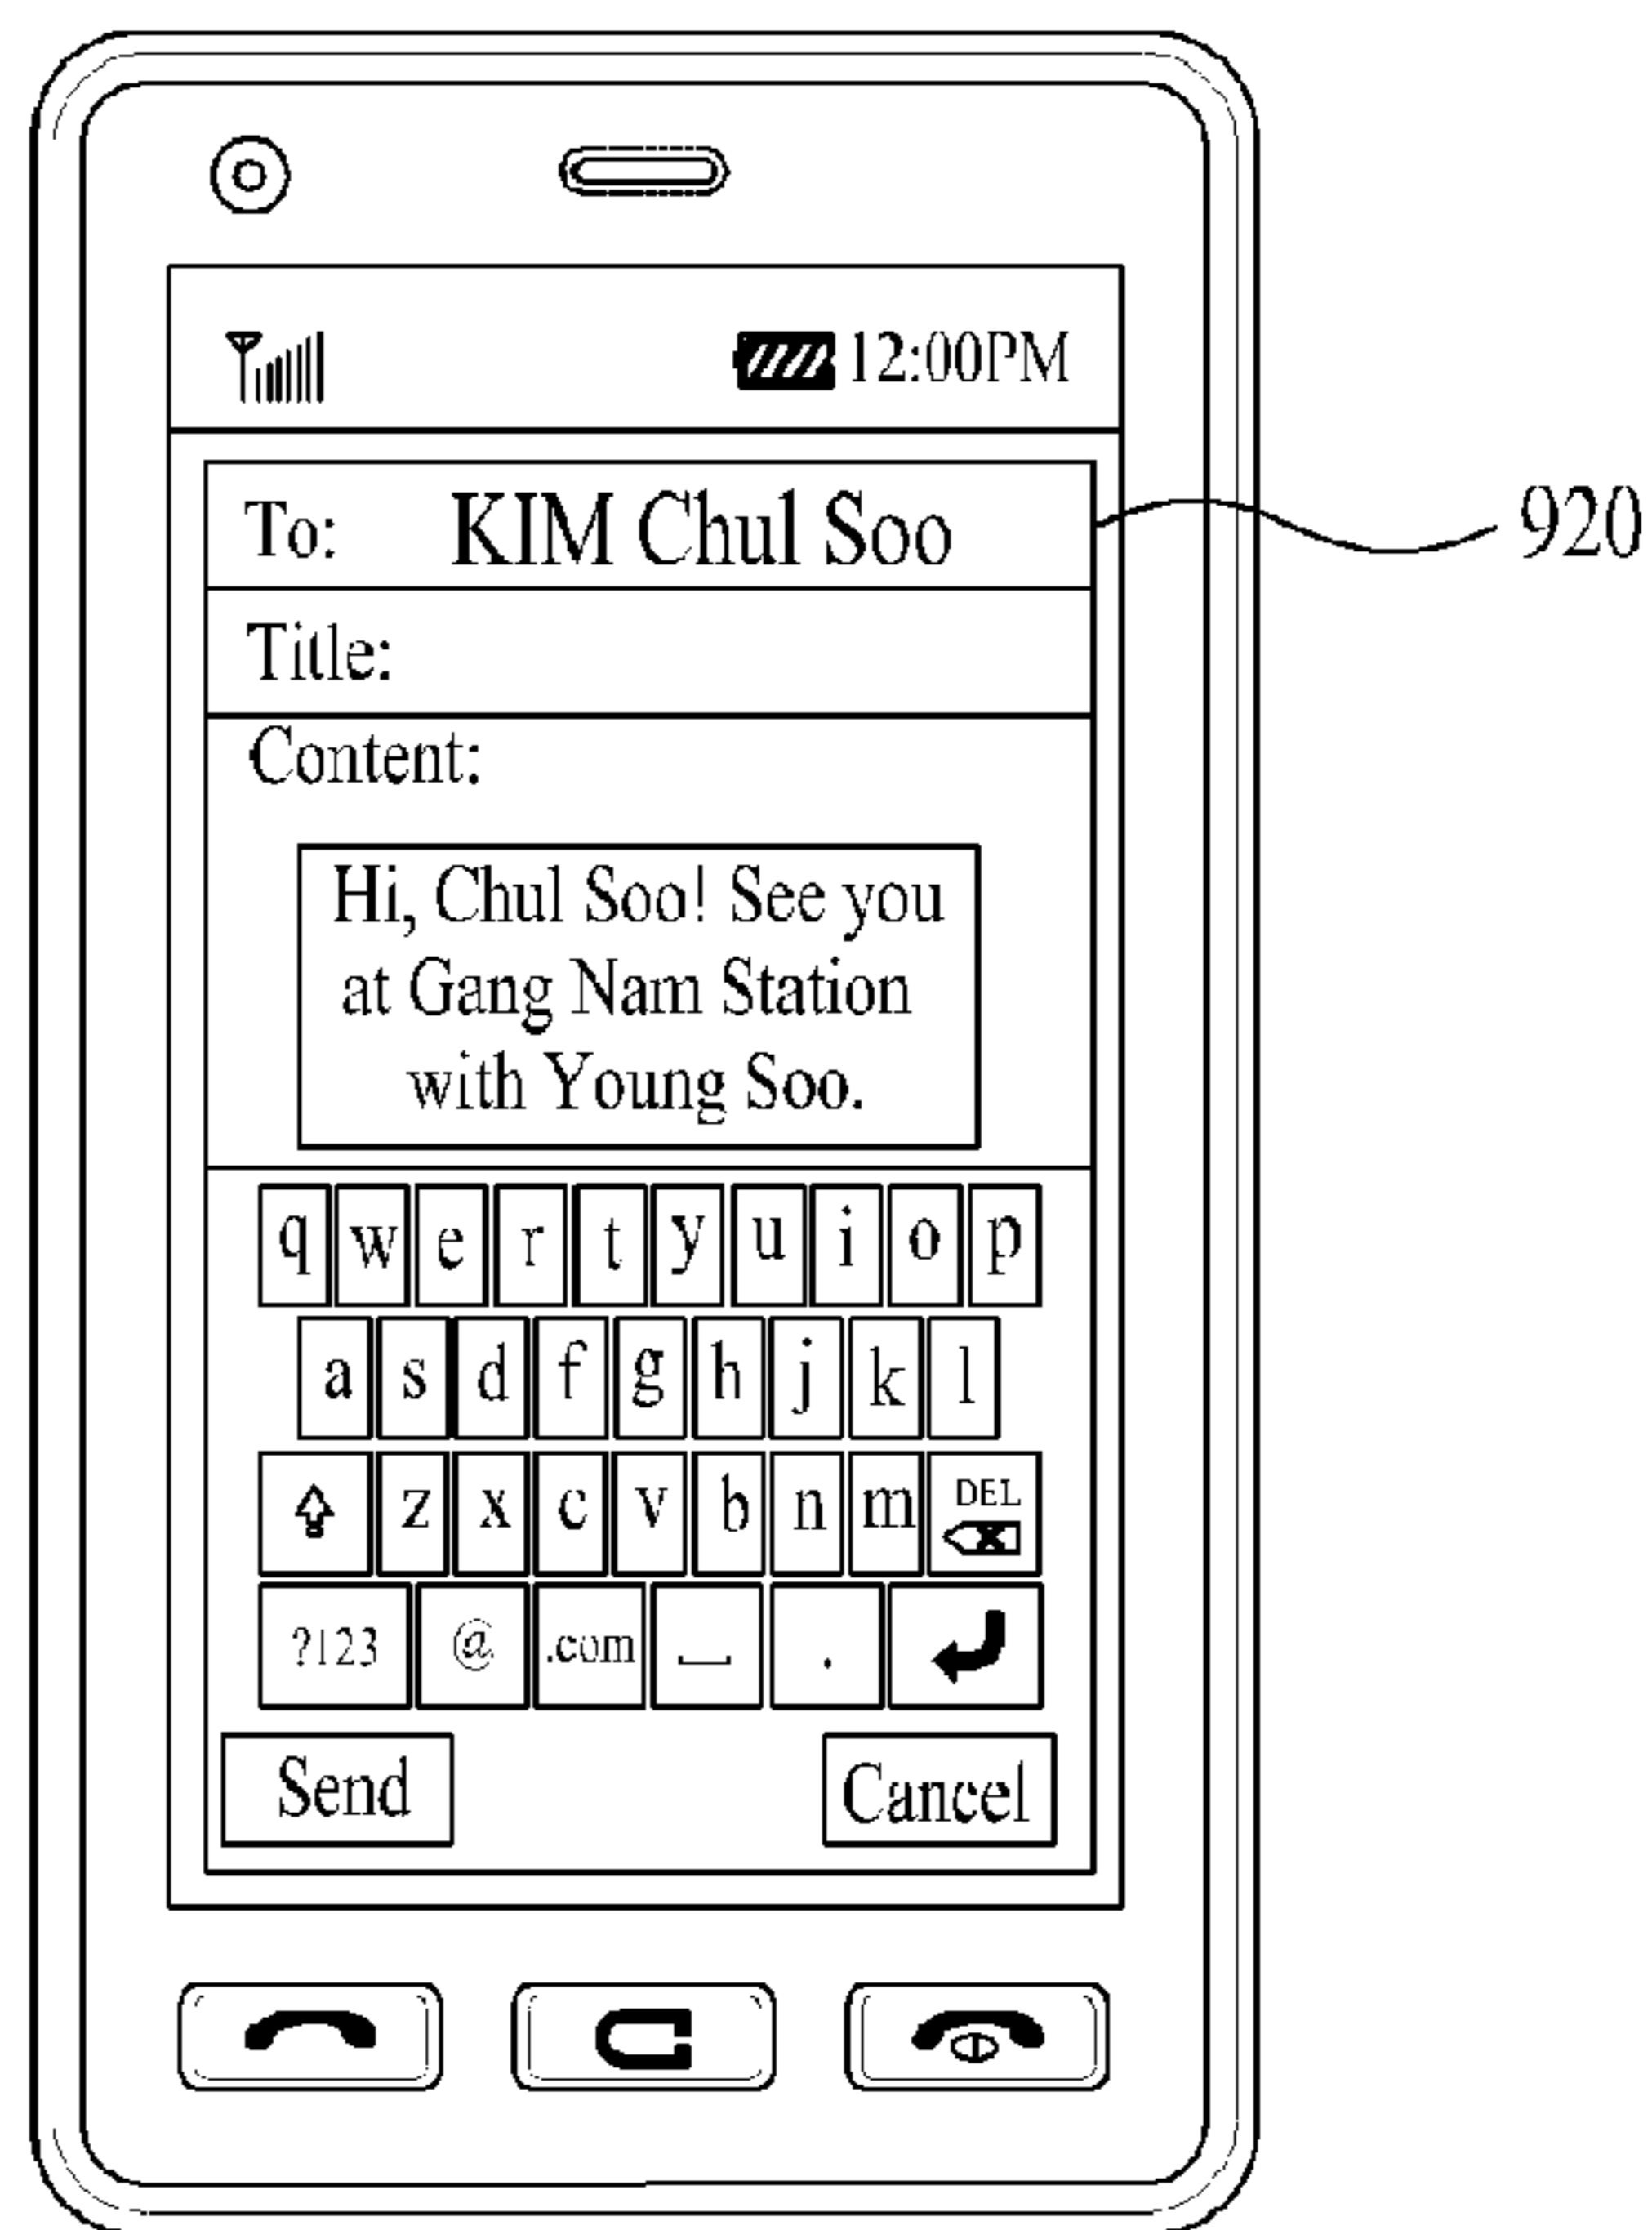 12:00PM
To: KIM Chul Soo
920
Title:
Content:
Hi, Chul Soo! See you
at Gang Nam Station
with Young Soo.
q w e r t y u i o p
a s d f g h j k l
z x c v b n m DEL
?123 @ .com .
Send Cancel